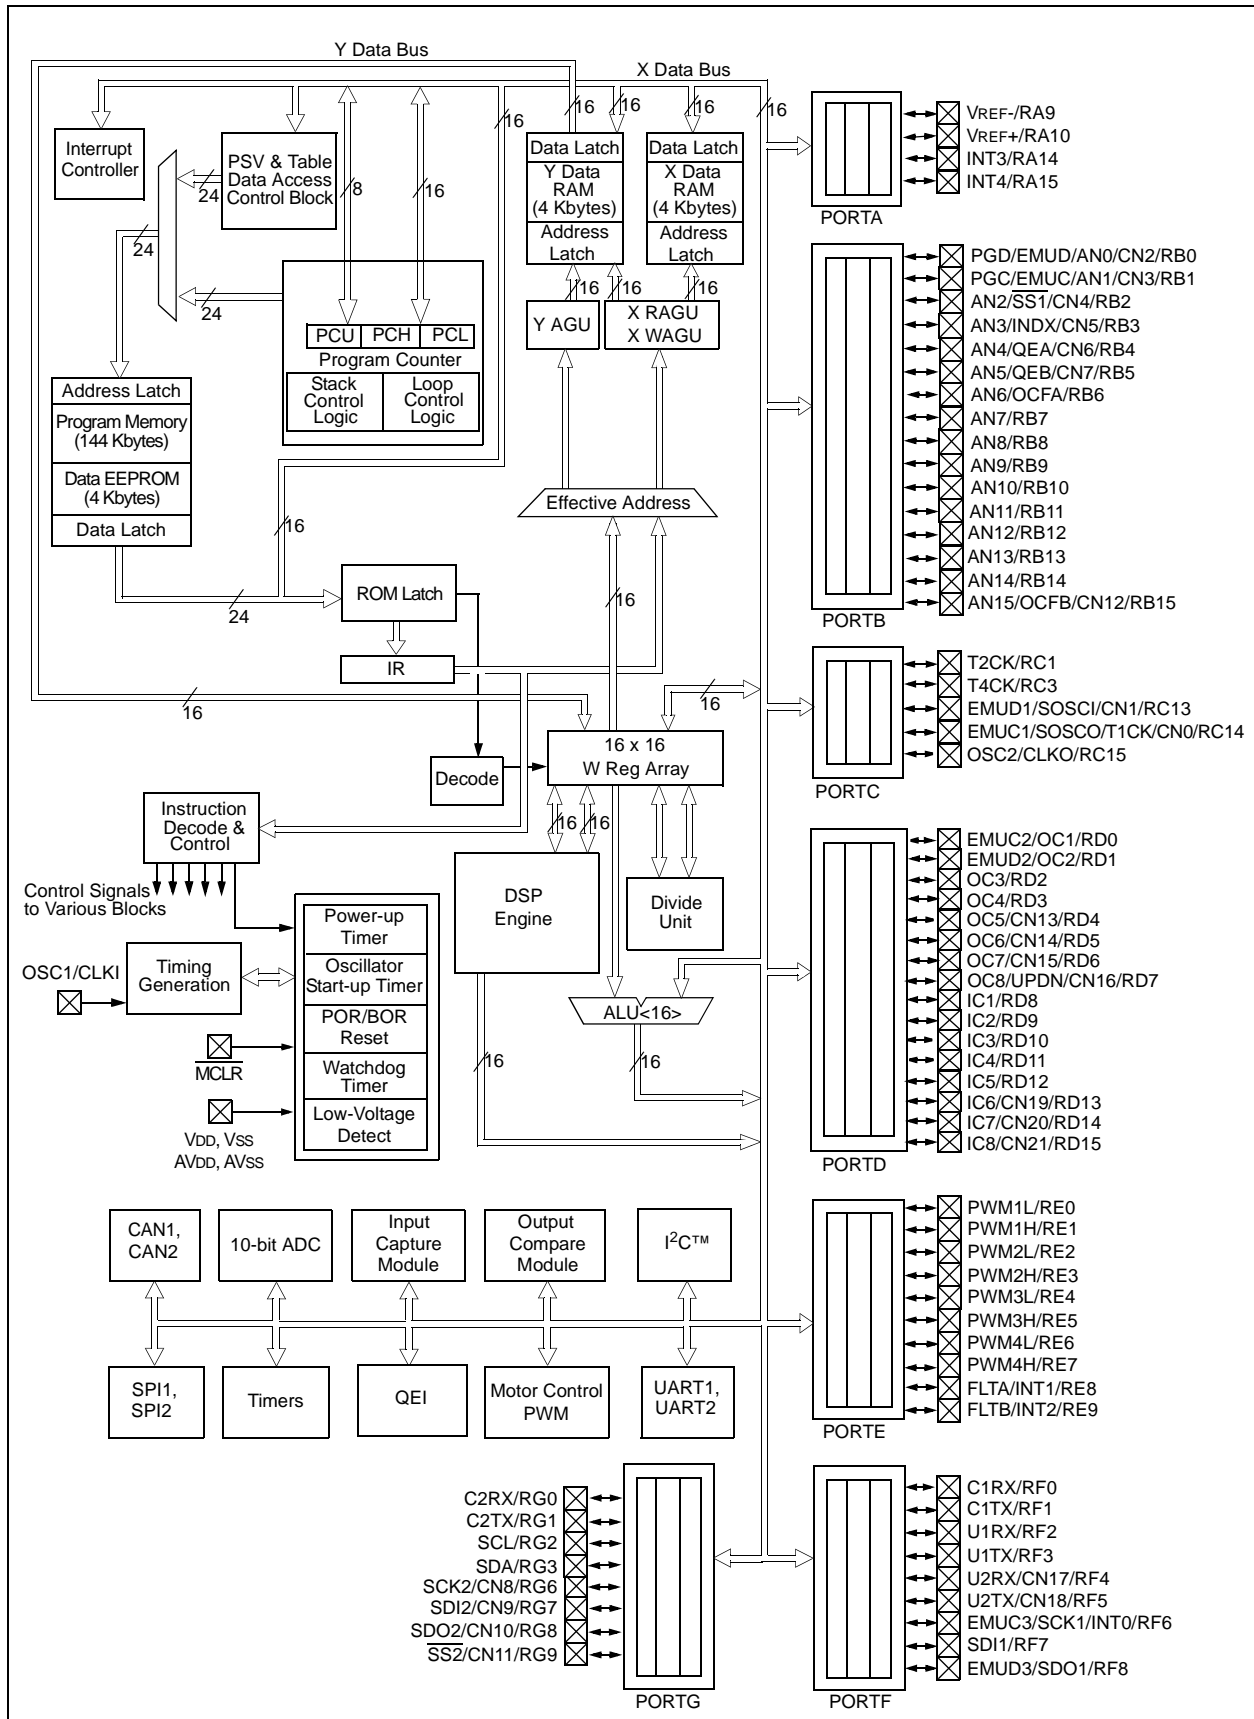 Y Data Bus
X Data Bus
16
16
16
16
16
Interrupt
Controller
PSV & Table
Data Access
Control Block
8
16
24
24
24
Data Latch
Y Data
RAM
(4 Kbytes)
Address
Latch
Data Latch
X Data
RAM
(4 Kbytes)
Address
Latch
16
16
16
Y AGU
X RAGU
X WAGU
PCU
PCH
PCL
Program Counter
Stack
Control
Logic
Loop
Control
Logic
Address Latch
Program Memory
(144 Kbytes)
Data EEPROM
(4 Kbytes)
Data Latch
16
Effective Address
24
ROM Latch
16
IR
16
16
16 x 16
W Reg Array
Decode
Instruction
Decode &
Control
16
16
Control Signals
to Various Blocks
DSP
Engine
Divide
Unit
Power-up
Timer
Oscillator
Start-up Timer
POR/BOR
Reset
Watchdog
Timer
Low-Voltage
Detect
OSC1/CLKI
Timing
Generation
MCLR
VDD, VSS
AVDD, AVSS
ALU<16>
16
16
CAN1,
CAN2
10-bit ADC
Input
Capture
Module
Output
Compare
Module
I²C™
SPI1,
SPI2
Timers
QEI
Motor Control
PWM
UART1,
UART2
VREF-/RA9
VREF+/RA10
INT3/RA14
INT4/RA15
PORTA
PGD/EMUD/AN0/CN2/RB0
PGC/EMUC/AN1/CN3/RB1
AN2/SS1/CN4/RB2
AN3/INDX/CN5/RB3
AN4/QEA/CN6/RB4
AN5/QEB/CN7/RB5
AN6/OCFA/RB6
AN7/RB7
AN8/RB8
AN9/RB9
AN10/RB10
AN11/RB11
AN12/RB12
AN13/RB13
AN14/RB14
AN15/OCFB/CN12/RB15
PORTB
T2CK/RC1
T4CK/RC3
EMUD1/SOSCI/CN1/RC13
EMUC1/SOSCO/T1CK/CN0/RC14
OSC2/CLKO/RC15
PORTC
EMUC2/OC1/RD0
EMUD2/OC2/RD1
OC3/RD2
OC4/RD3
OC5/CN13/RD4
OC6/CN14/RD5
OC7/CN15/RD6
OC8/UPDN/CN16/RD7
IC1/RD8
IC2/RD9
IC3/RD10
IC4/RD11
IC5/RD12
IC6/CN19/RD13
IC7/CN20/RD14
IC8/CN21/RD15
PORTD
PWM1L/RE0
PWM1H/RE1
PWM2L/RE2
PWM2H/RE3
PWM3L/RE4
PWM3H/RE5
PWM4L/RE6
PWM4H/RE7
FLTA/INT1/RE8
FLTB/INT2/RE9
PORTE
C2RX/RG0
C2TX/RG1
SCL/RG2
SDA/RG3
SCK2/CN8/RG6
SDI2/CN9/RG7
SDO2/CN10/RG8
SS2/CN11/RG9
PORTG
C1RX/RF0
C1TX/RF1
U1RX/RF2
U1TX/RF3
U2RX/CN17/RF4
U2TX/CN18/RF5
EMUC3/SCK1/INT0/RF6
SDI1/RF7
EMUD3/SDO1/RF8
PORTF